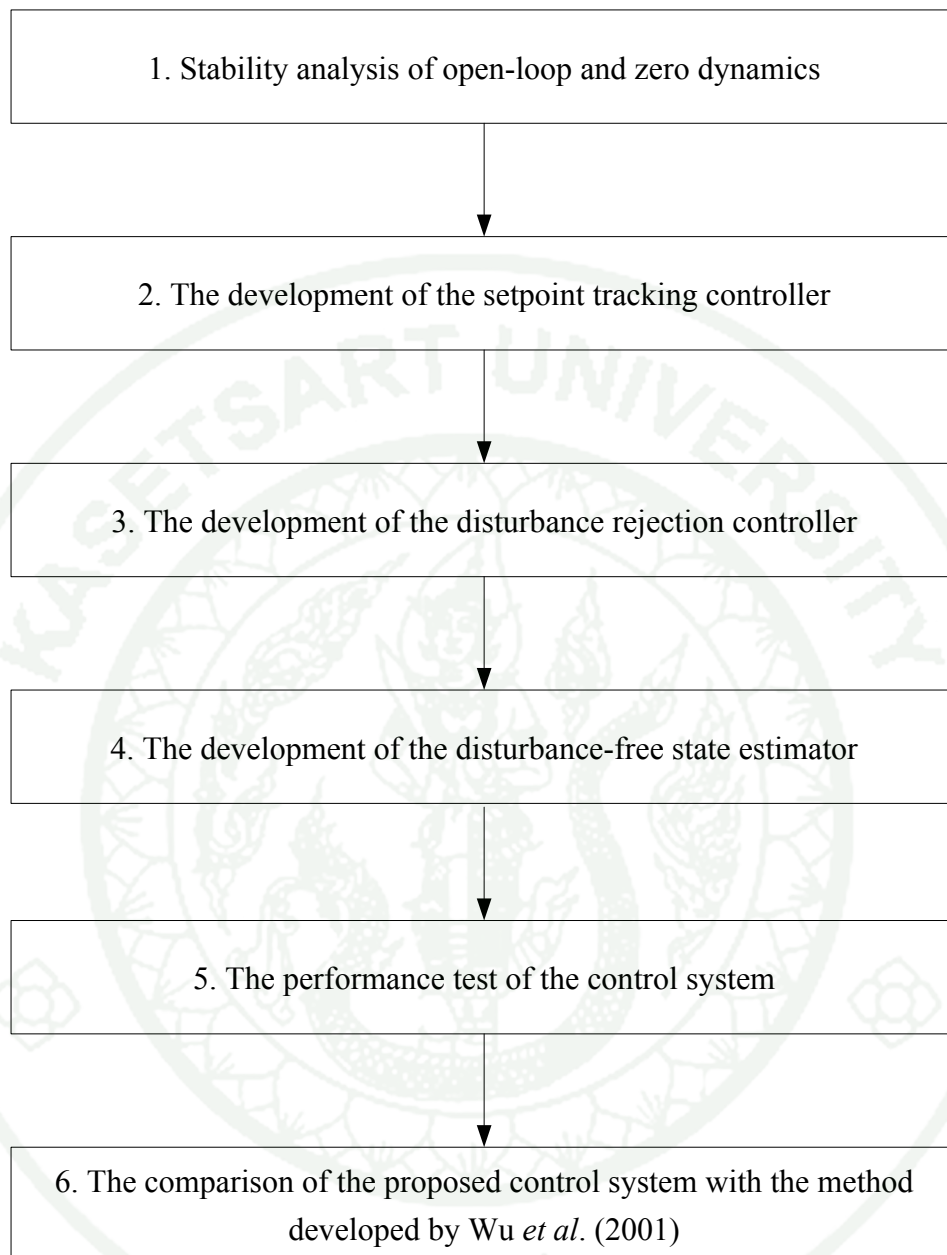 1. Stability analysis of open-loop and zero dynamics
2. The development of the setpoint tracking controller
KASETSART UNIVERSITY
3. The development of the disturbance rejection controller
4. The development of the disturbance-free state estimator
5. The performance test of the control system
6. The comparison of the proposed control system with the method
developed by Wu et al. (2001)